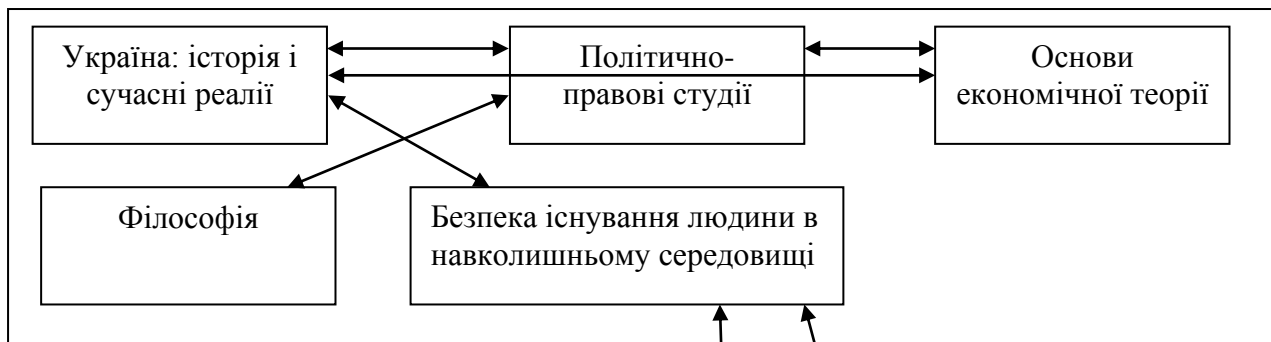 Україна: історія і
сучасні реалії
Політично-
правові студії
Основи
економічної теорії
Філософія
Безпека існування людини в
навколишньому середовищі